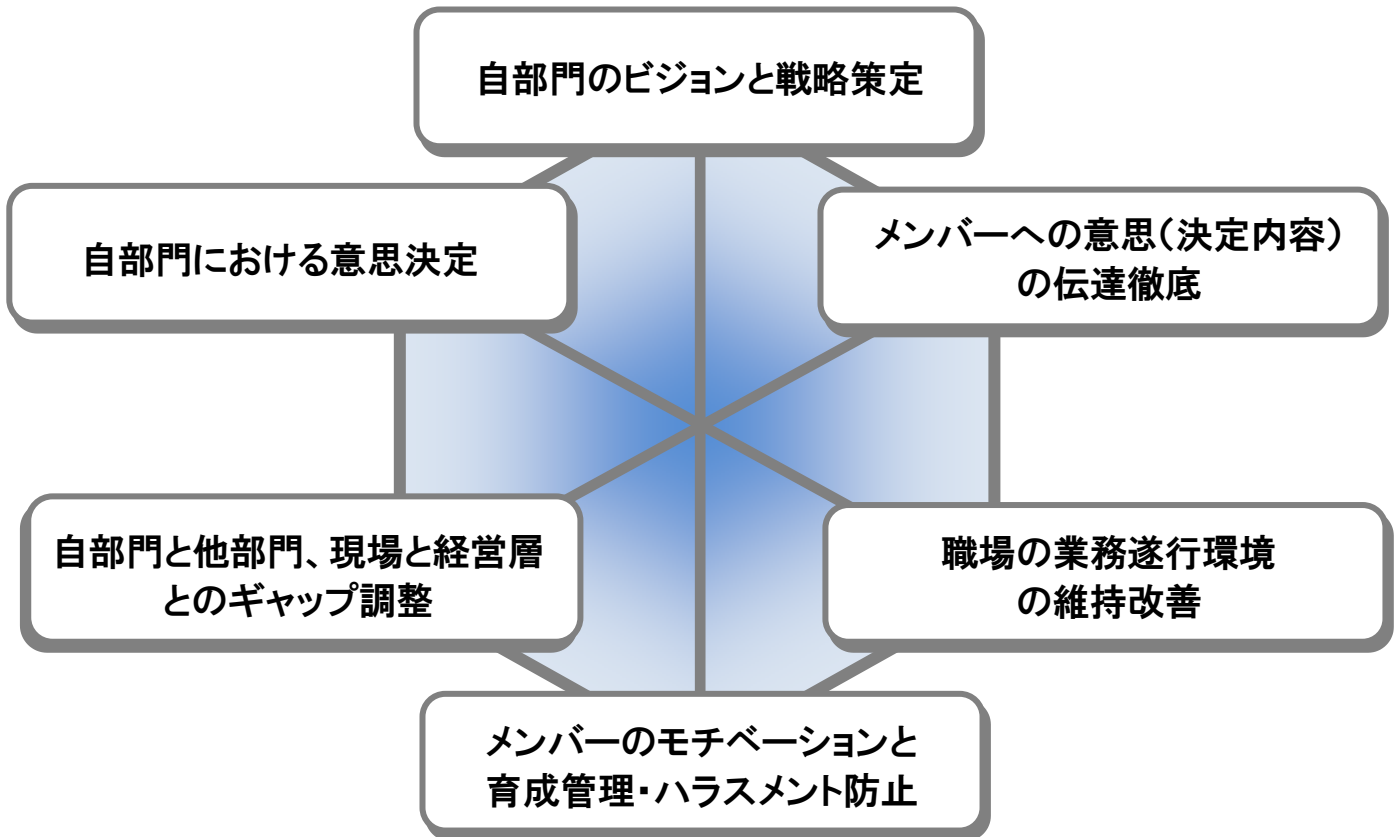 自部門のビジョンと戦略策定
自部門における意思決定
メンバーへの意思(決定内容)
の伝達徹底
自部門と他部門、現場と経営層
とのギャップ調整
職場の業務遂行環境
の維持改善
メンバーのモチベーションと
育成管理・ハラスメント防止